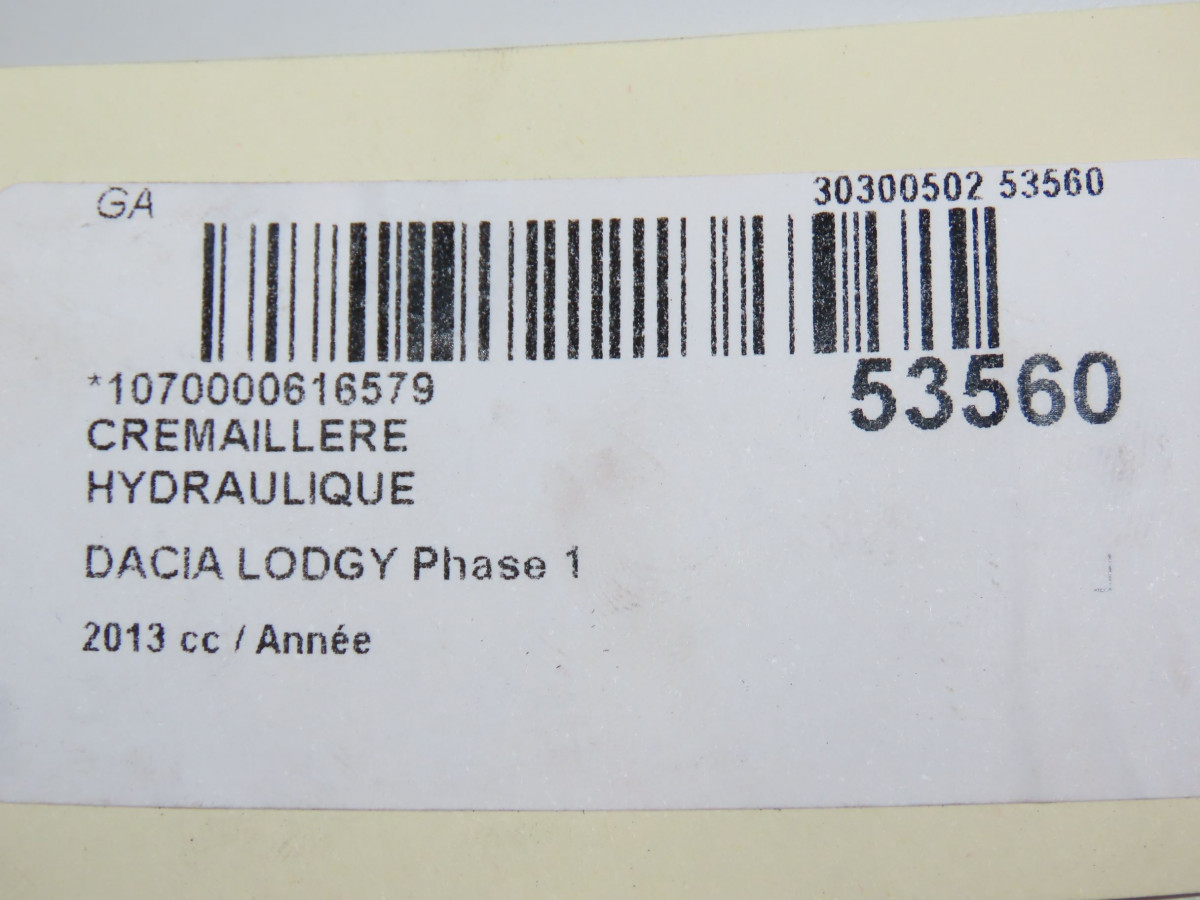 GA
30300502 53560
*1070000616579
53560
CREMAILLERE
HYDRAULIQUE
DACIA LODGY Phase 1
2013 cc / Année